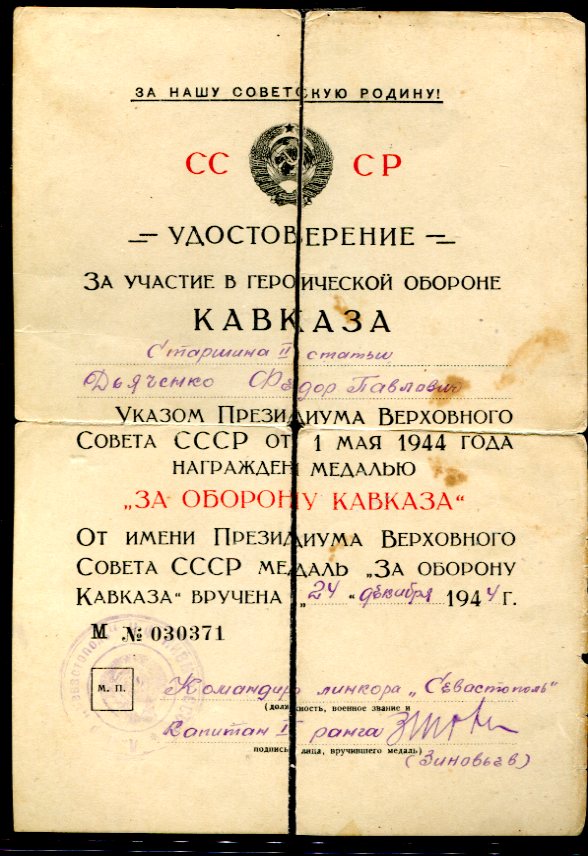 ЗА НАШУ СОВЕТСКУЮ РОДИНУ!
СС СР
УДОСТОВЕРЕНИЕ
ЗА УЧАСТИЕ В ГЕРОИЧЕСКОЙ ОБОРОНЕ
КАВКАЗА
Старшина II статьи
Дьяченко Фёдор Павлович
УКАЗОМ ПРЕЗИДИУМА ВЕРХОВНОГО
СОВЕТА СССР ОТ 1 МАЯ 1944 ГОДА
НАГРАЖДЕН МЕДАЛЬЮ
„ЗА ОБОРОНУ КАВКАЗА“
ОТ ИМЕНИ ПРЕЗИДИУМА ВЕРХОВНОГО
СОВЕТА СССР МЕДАЛЬ „ЗА ОБОРОНУ
КАВКАЗА“ ВРУЧЕНА „24“ декабря 1944 г.
М № 030371
М. П.
Командир линкора „Севастополь“
(должность, военное звание и
Капитан I ранга
подпись лица, вручившего медаль)
(Зиновьев)